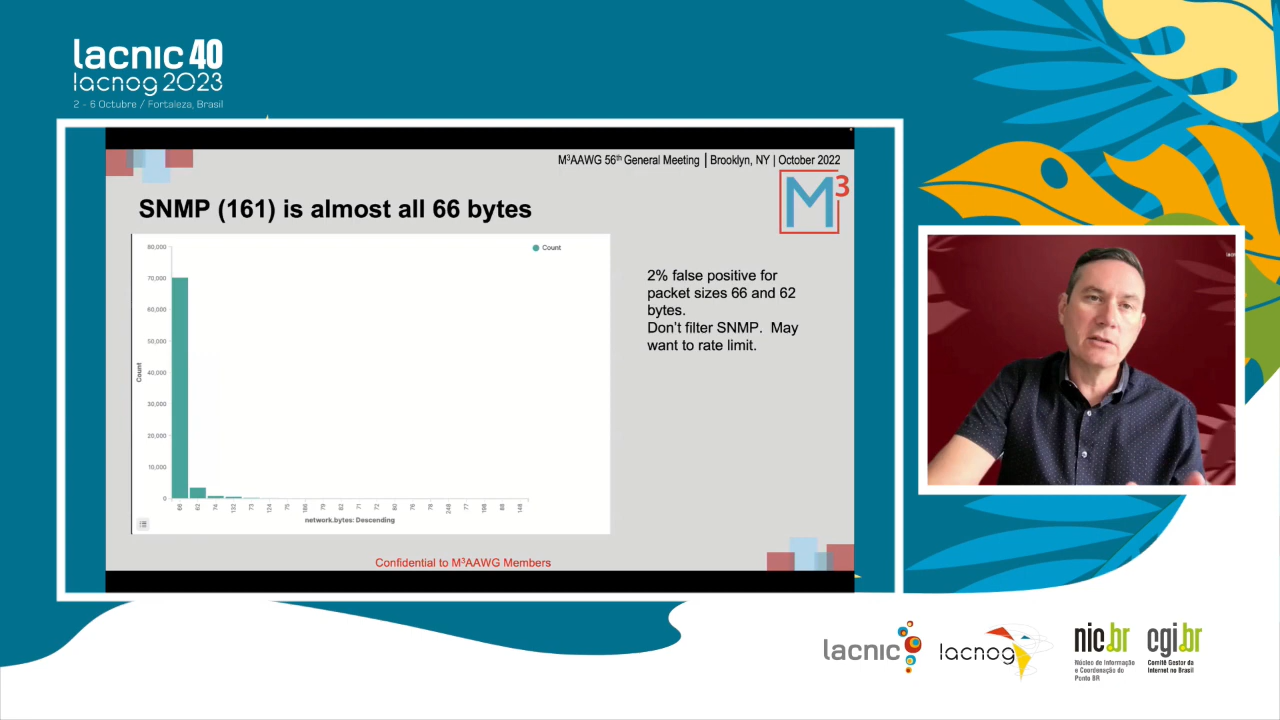 lacnic 40
lacnog 2023
2 - 6 Octubre / Fortaleza, Brasil
M³AAWG 56th General Meeting | Brooklyn, NY | October 2022
M3
SNMP (161) is almost all 66 bytes
Count
80,000
70,000
60,000
50,000
40,000
30,000
20,000
10,000
0
Count
66
62
74
132
73
124
75
186
79
82
71
72
80
76
78
248
77
198
88
148
network.bytes: Descending
2% false positive for
packet sizes 66 and 62
bytes.
Don't filter SNMP. May
want to rate limit.
Confidential to M³AAWG Members
lacnic
lacnog
nic.br
Núcleo de Informação
e Coordenação do
Ponto BR
cgi.br
Comitê Gestor da
Internet no Brasil